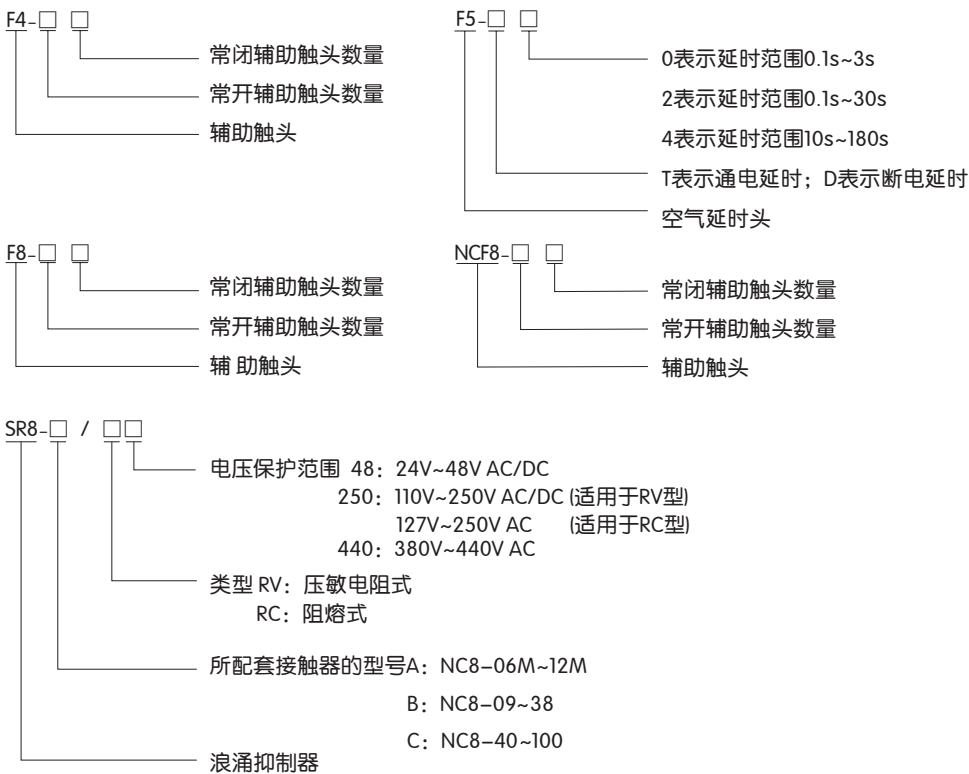 F4-□ □
常闭辅助触头数量
常开辅助触头数量
辅助触头
F5-□ □
0表示延时范围0.1s~3s
2表示延时范围0.1s~30s
4表示延时范围10s~180s
T表示通电延时；D表示断电延时
空气延时头
F8-□ □
常闭辅助触头数量
常开辅助触头数量
辅 助触头
NCF8-□ □
常闭辅助触头数量
常开辅助触头数量
辅助触头
SR8-□ / □□
电压保护范围 48：24V~48V AC/DC
250：110V~250V AC/DC (适用于RV型)
127V~250V AC (适用于RC型)
440：380V~440V AC
类型 RV：压敏电阻式
RC：阻熔式
所配套接触器的型号A：NC8-06M~12M
B：NC8-09~38
C：NC8-40~100
浪涌抑制器